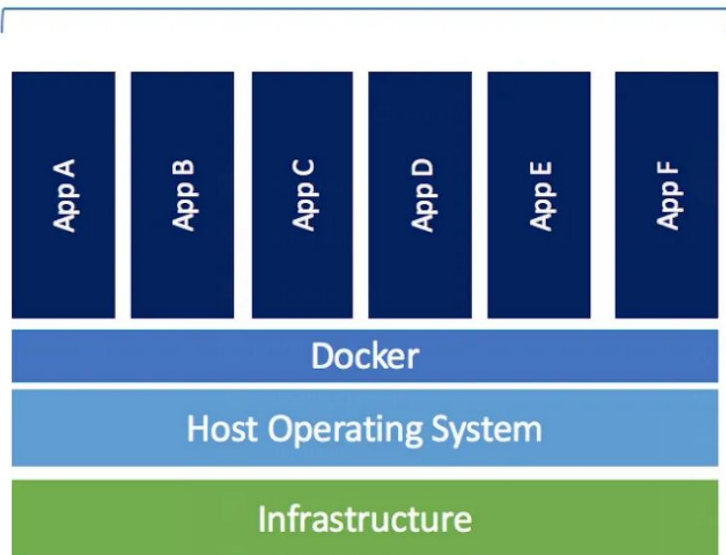 App A
App B
App C
App D
App E
App F
Docker
Host Operating System
Infrastructure